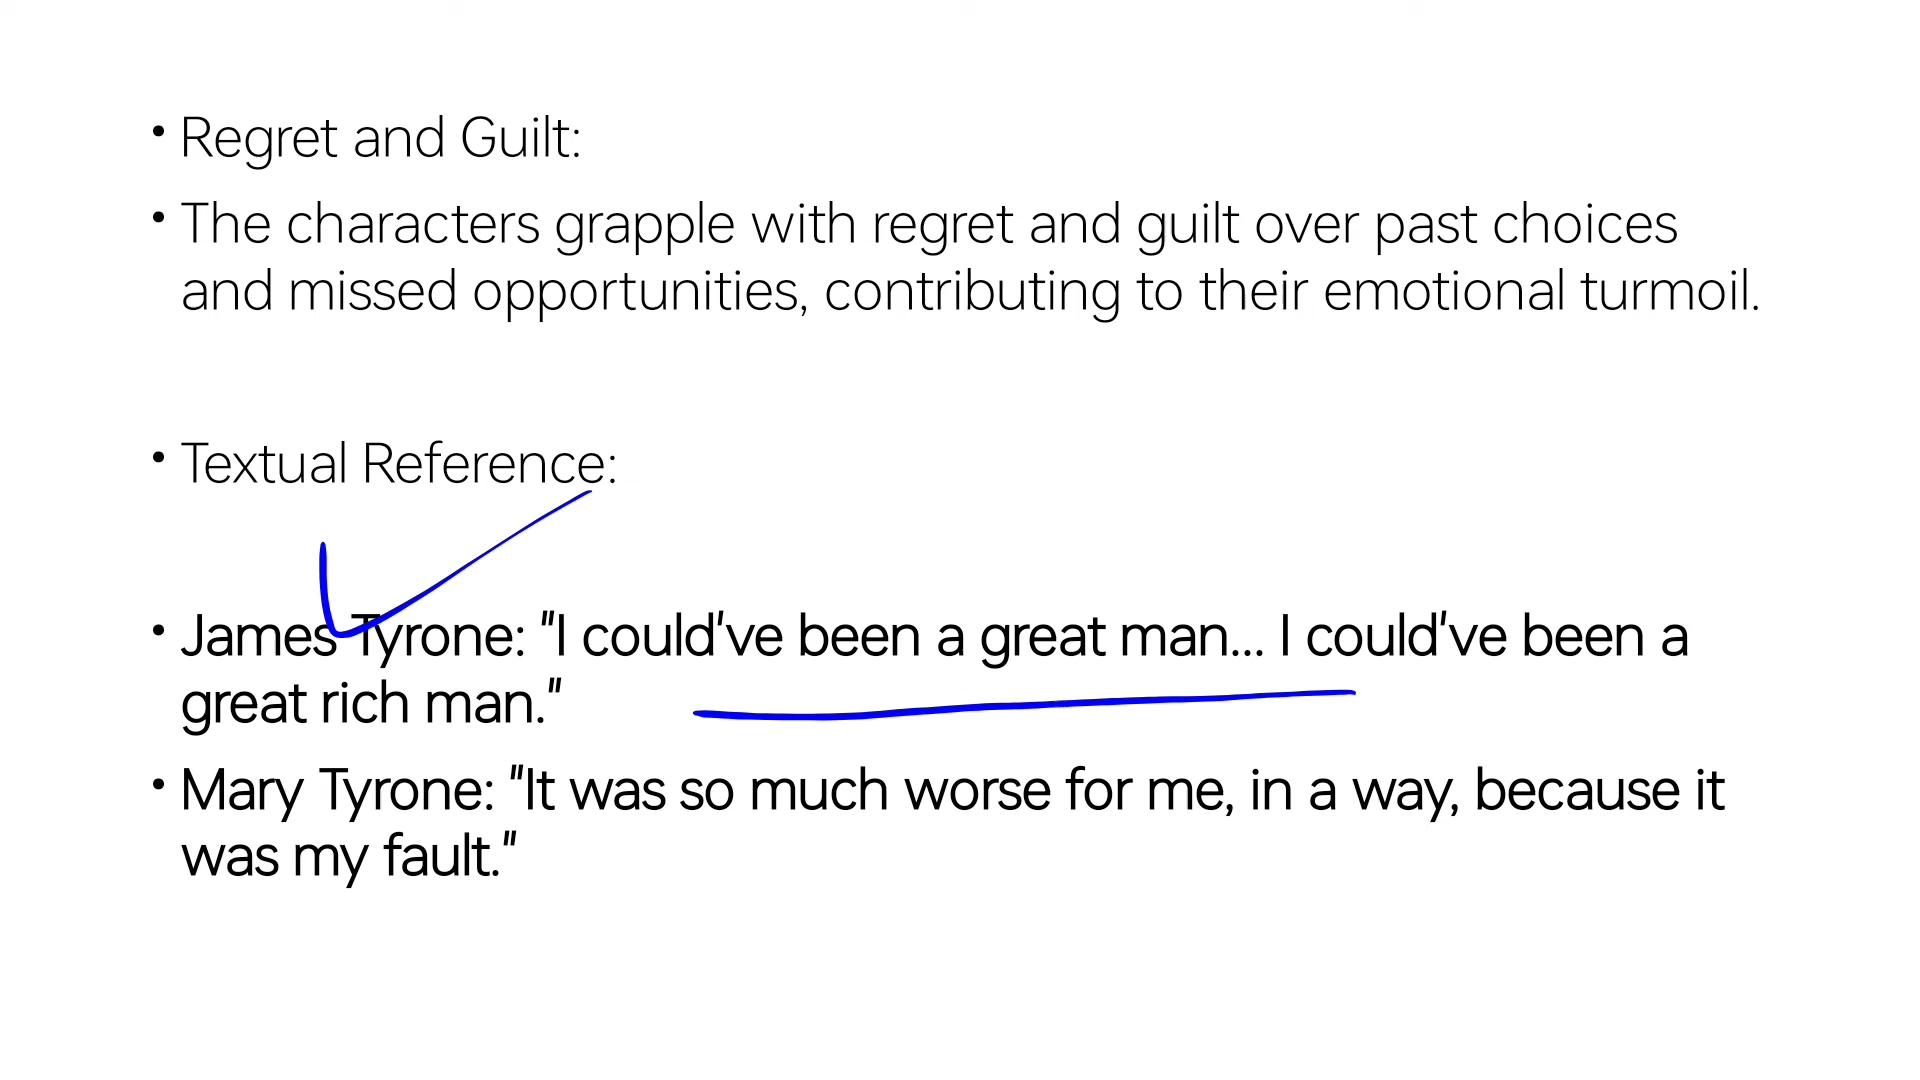 • Regret and Guilt:
• The characters grapple with regret and guilt over past choices
and missed opportunities, contributing to their emotional turmoil.
• Textual Reference:
• James Tyrone: "I could've been a great man... I could've been a
great rich man."
• Mary Tyrone: "It was so much worse for me, in a way, because it
was my fault."